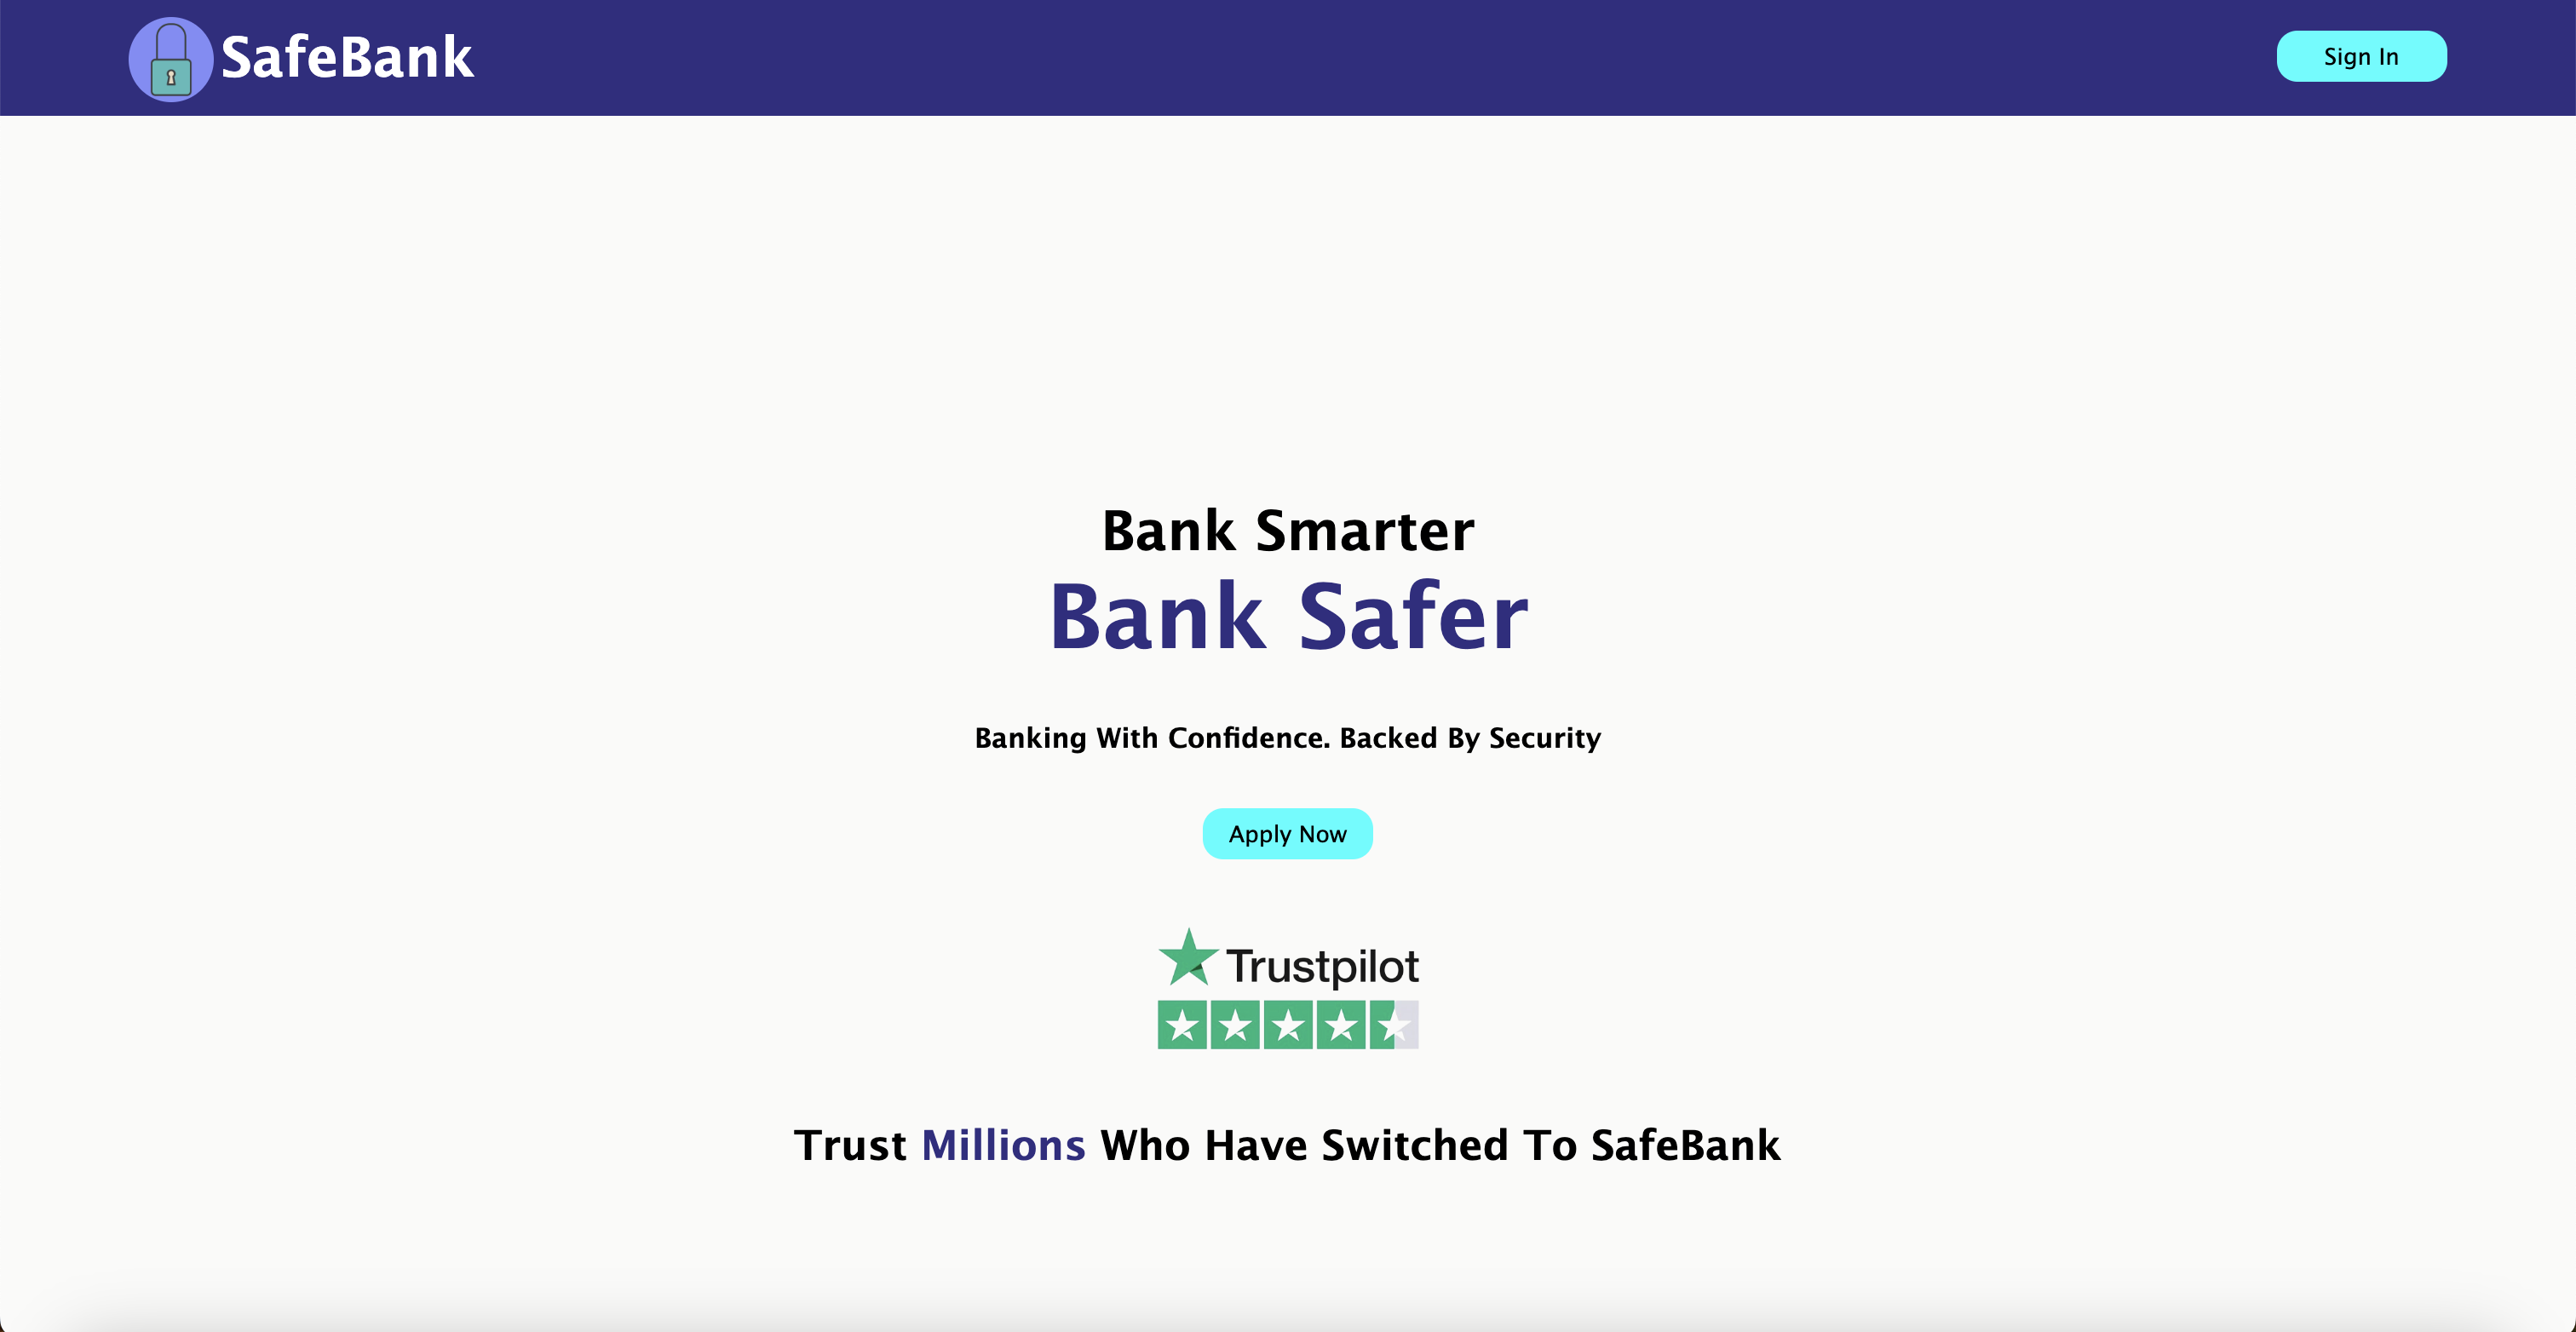 SafeBank
Sign In
Bank Smarter
Bank Safer
Banking With Confidence. Backed By Security
Apply Now
Trustpilot
Trust Millions Who Have Switched To SafeBank